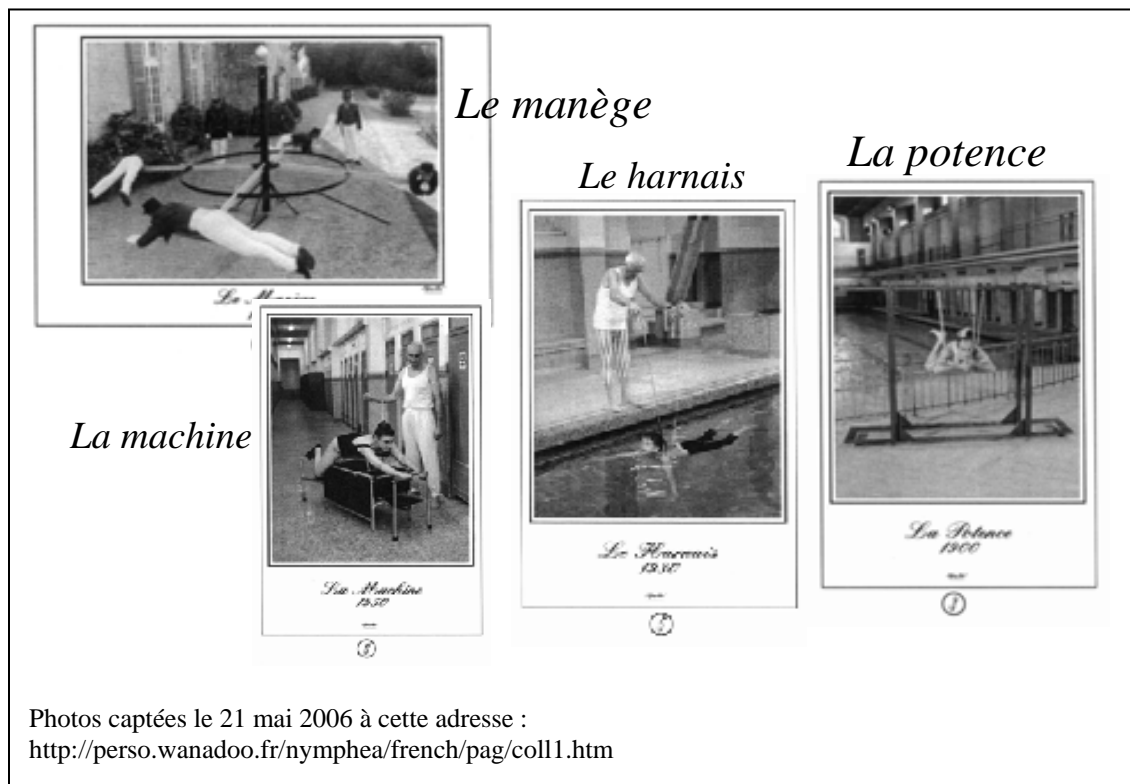 Le manège
La potence
Le harnais
La machine
La Potence
1900
Le Harnais
La Machine
Photos captées le 21 mai 2006 à cette adresse :
http://perso.wanadoo.fr/nymphea/french/pag/coll1.htm